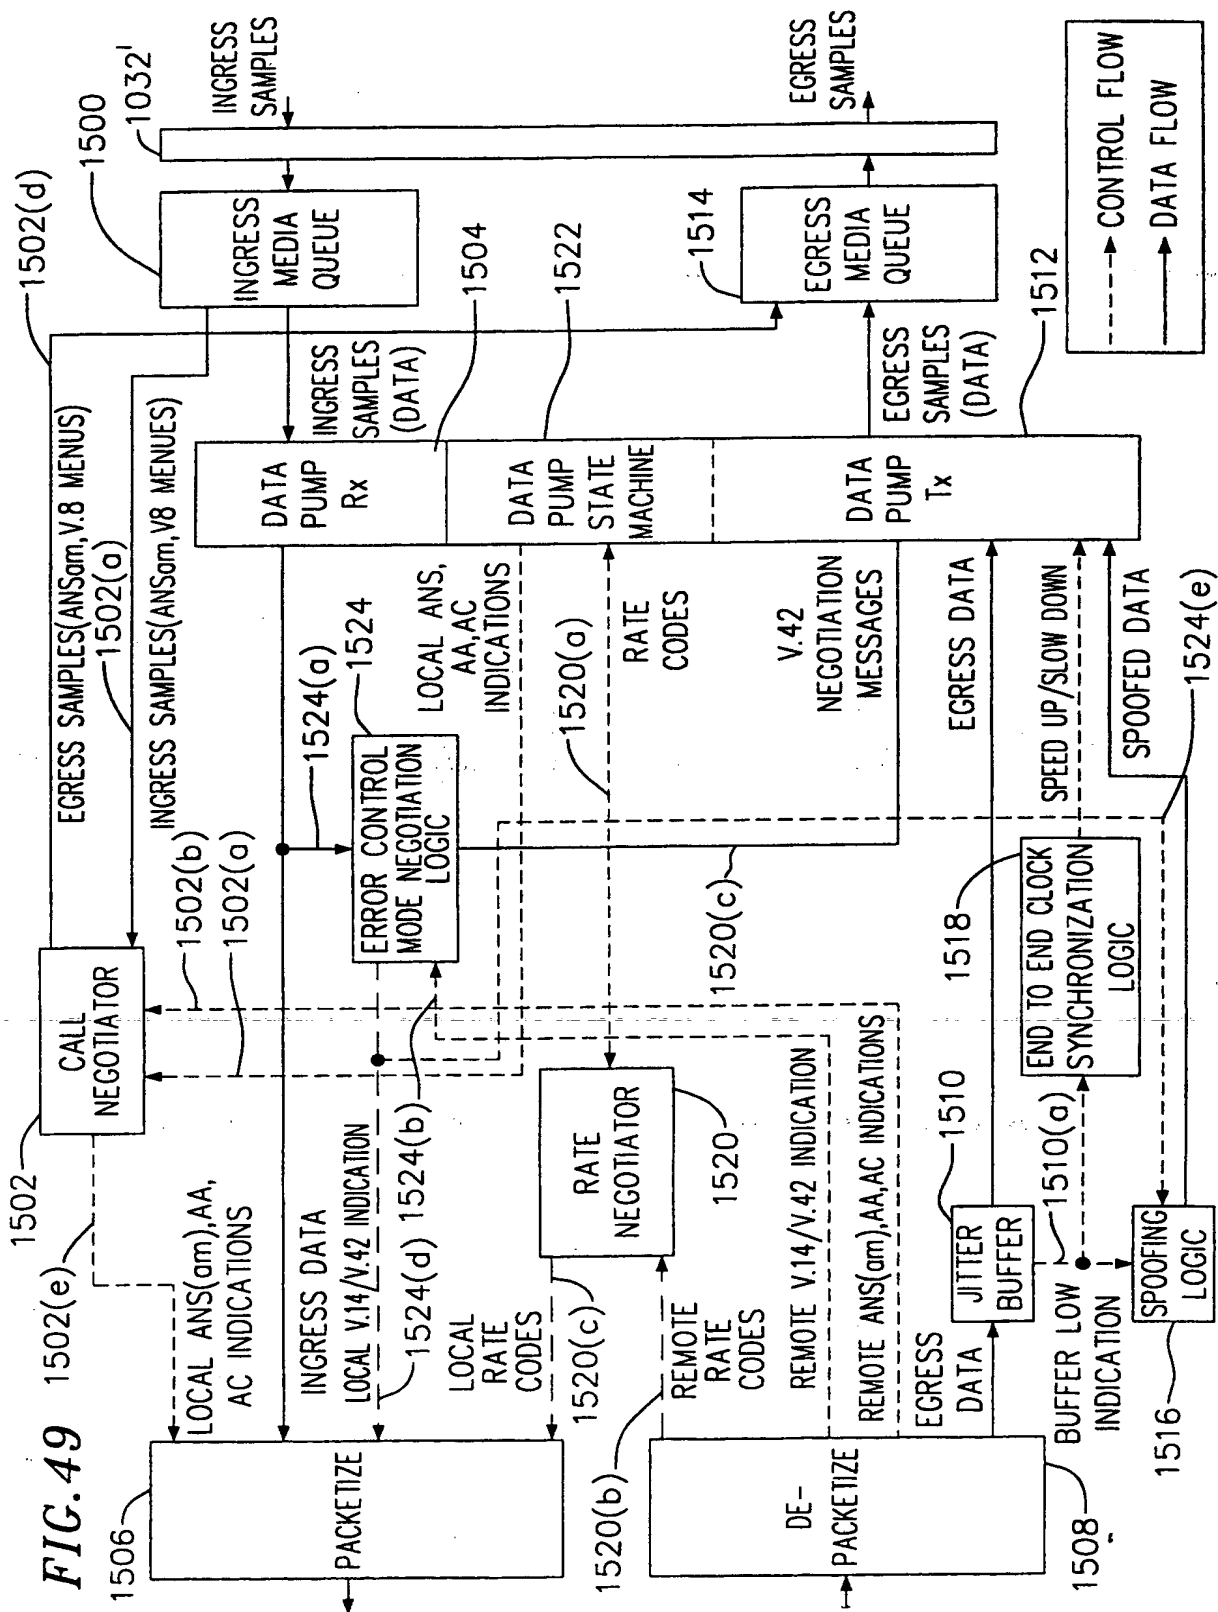 FIG. 49
1506
PACKETIZE
1502(e)
LOCAL ANS(am),AA,
AC INDICATIONS
1502
CALL
NEGOTIATOR
1502(b)
1502(a)
EGRESS SAMPLES(ANSam,V.8 MENUS)
1502(a)
INGRESS SAMPLES(ANSam,V8 MENUES)
1502(d)
1500
INGRESS
MEDIA
QUEUE
1032'
INGRESS
SAMPLES
INGRESS DATA
LOCAL V.14/V.42 INDICATION
1524(d)
1524(b)
ERROR CONTROL
MODE NEGOTIATION
LOGIC
1524(a)
1524
DATA
PUMP
Rx
INGRESS
SAMPLES
(DATA)
1504
LOCAL ANS,
AA,AC
INDICATIONS
DATA
PUMP
STATE
MACHINE
1522
LOCAL
RATE
CODES
1520(c)
RATE
NEGOTIATOR
1520
1520(a)
RATE
CODES
1520(b)
REMOTE
RATE
CODES
1520(c)
V.42
NEGOTIATION
MESSAGES
DATA
PUMP
Tx
1512
EGRESS
SAMPLES
(DATA)
1514
EGRESS
MEDIA
QUEUE
EGRESS
SAMPLES
DE-
PACKETIZE
1508
REMOTE V.14/V.42 INDICATION
REMOTE ANS(am),AA,AC INDICATIONS
EGRESS
DATA
1510
JITTER
BUFFER
1510(a)
BUFFER LOW
INDICATION
1516
SPOOFING
LOGIC
1518
END TO END CLOCK
SYNCHRONIZATION
LOGIC
EGRESS DATA
SPEED UP/SLOW DOWN
SPOOFED DATA
1524(e)
CONTROL FLOW
DATA FLOW